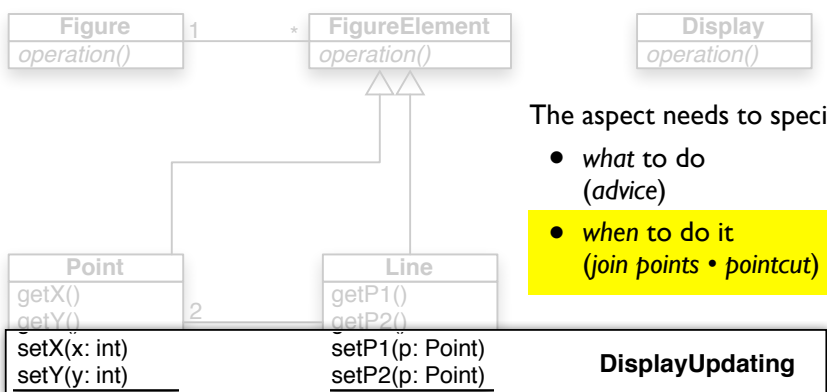 Figure
operation()
1
*
FigureElement
operation()
Display
operation()
The aspect needs to speci
• what to do
(advice)
• when to do it
(join points • pointcut)
Point
getX()
getY()
2
Line
getP1()
getP2()
setX(x: int)
setY(y: int)
setP1(p: Point)
setP2(p: Point)
DisplayUpdating